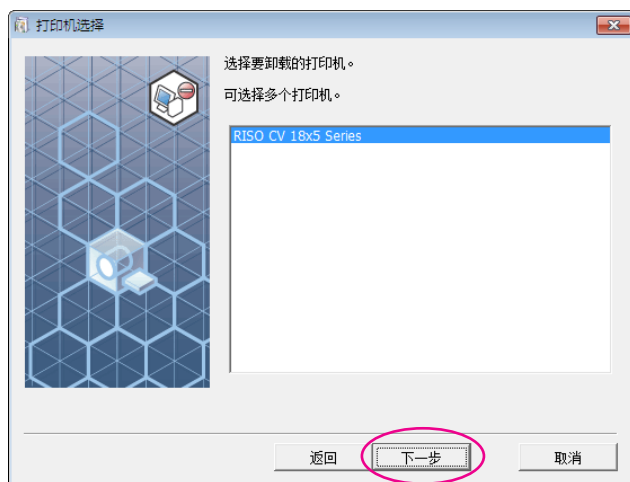 打印机选择
选择要卸载的打印机。
可选择多个打印机。
RISO CV 18x5 Series
返回
下一步
取消